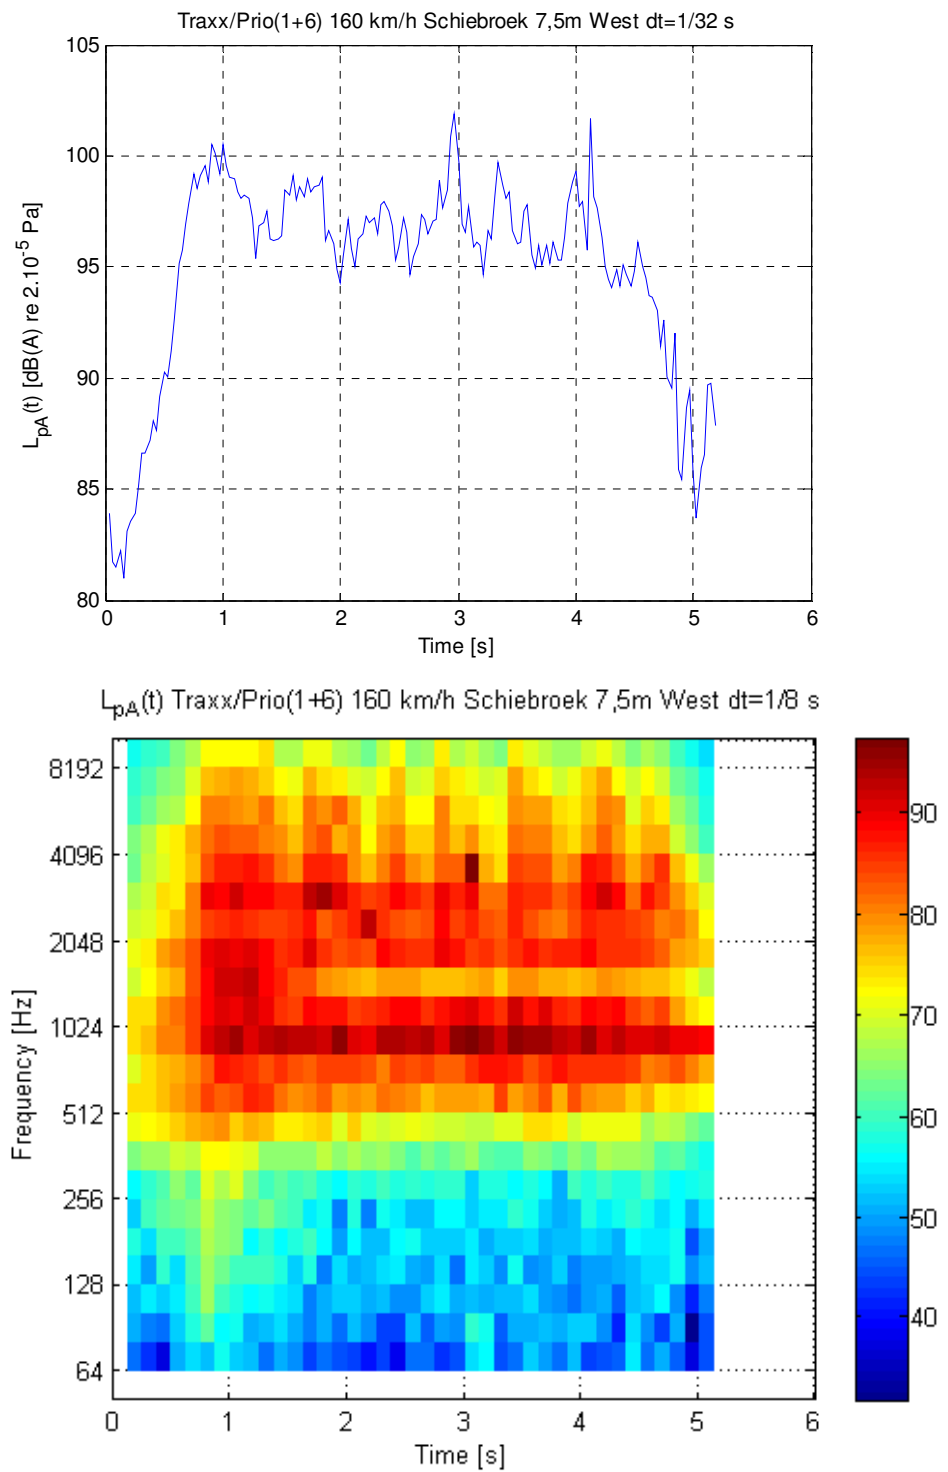 Traxx/Prio(1+6) 160 km/h Schiebroek 7,5m West dt=1/32 s
105
100
95
90
85
80
L_pA(t) [dB(A) re 2.10^-5 Pa]
0 1 2 3 4 5 6
Time [s]
L_pA(t) Traxx/Prio(1+6) 160 km/h Schiebroek 7,5m West dt=1/8 s
8192
4096
2048
1024
512
256
128
64
Frequency [Hz]
0 1 2 3 4 5 6
Time [s]
90
80
70
60
50
40